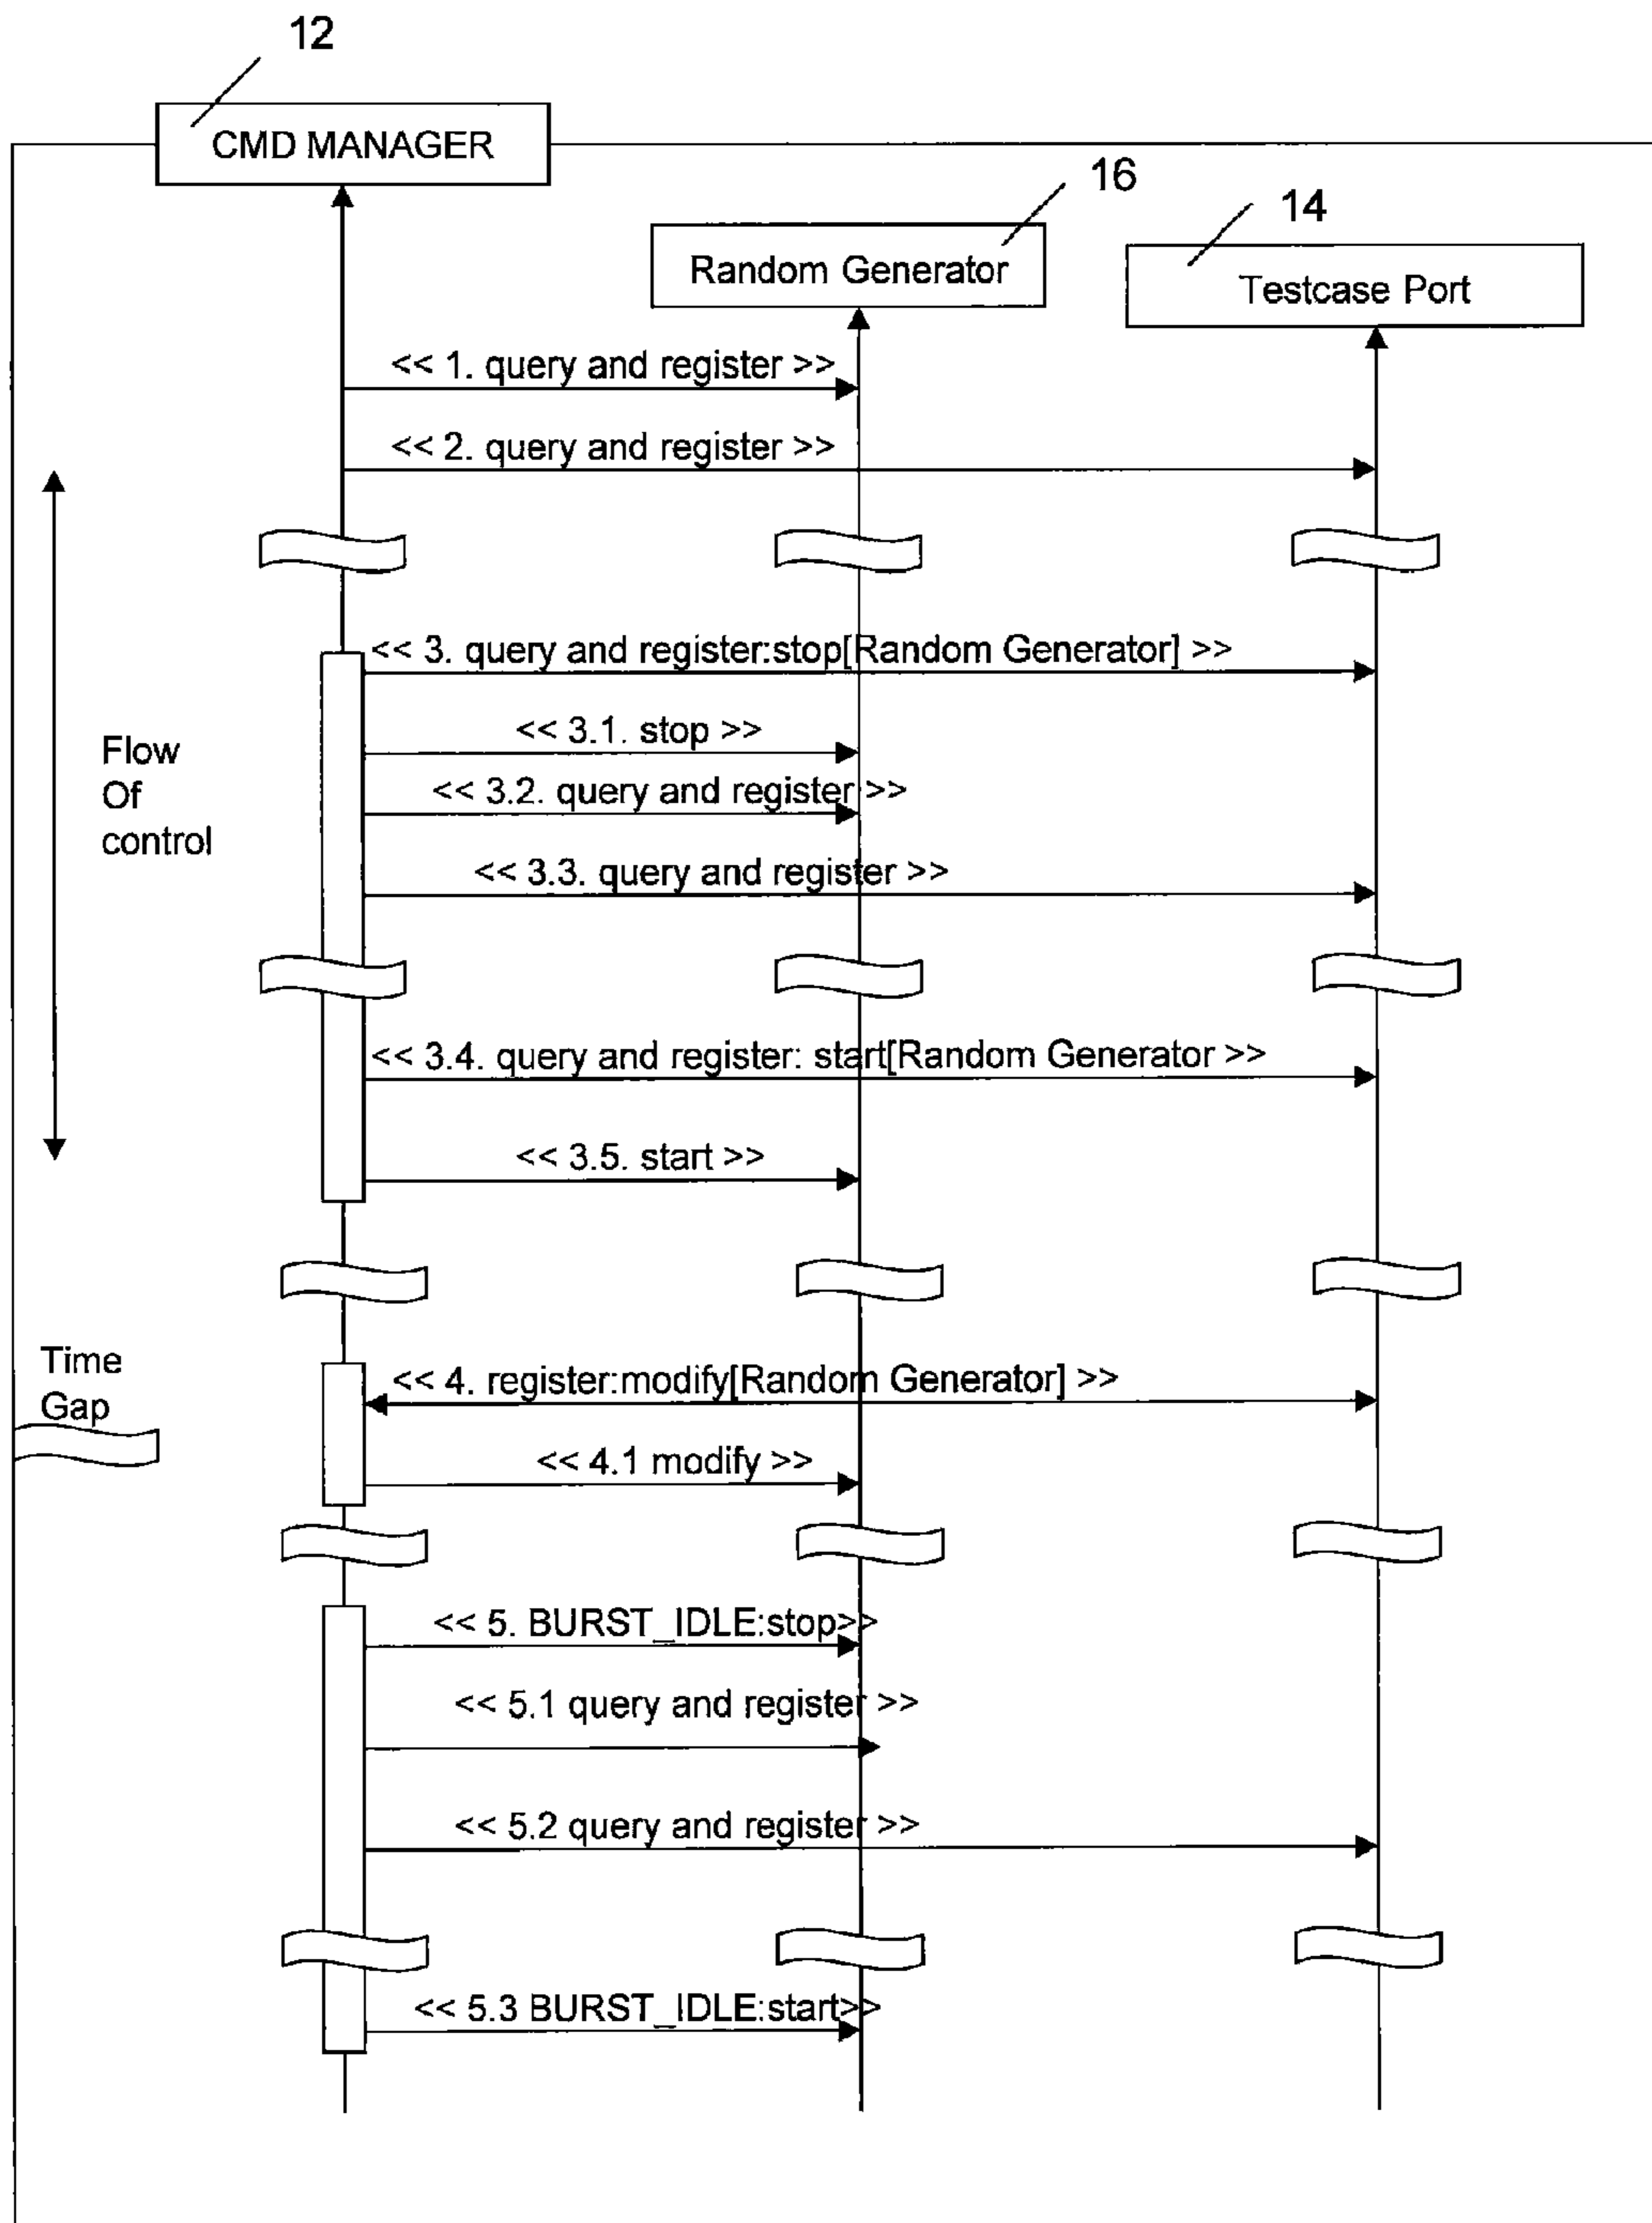 12
CMD MANAGER
16
Random Generator
14
Testcase Port
<< 1. query and register >>
<< 2. query and register >>
<< 3. query and register:stop[Random Generator] >>
<< 3.1. stop >>
Flow
Of
control
<< 3.2. query and register >>
<< 3.3. query and register >>
<< 3.4. query and register: start[Random Generator >>
<< 3.5. start >>
Time
Gap
<< 4. register:modify[Random Generator] >>
<< 4.1 modify >>
<< 5. BURST_IDLE:stop>>
<< 5.1 query and register >>
<< 5.2 query and register >>
<< 5.3 BURST_IDLE:start>>